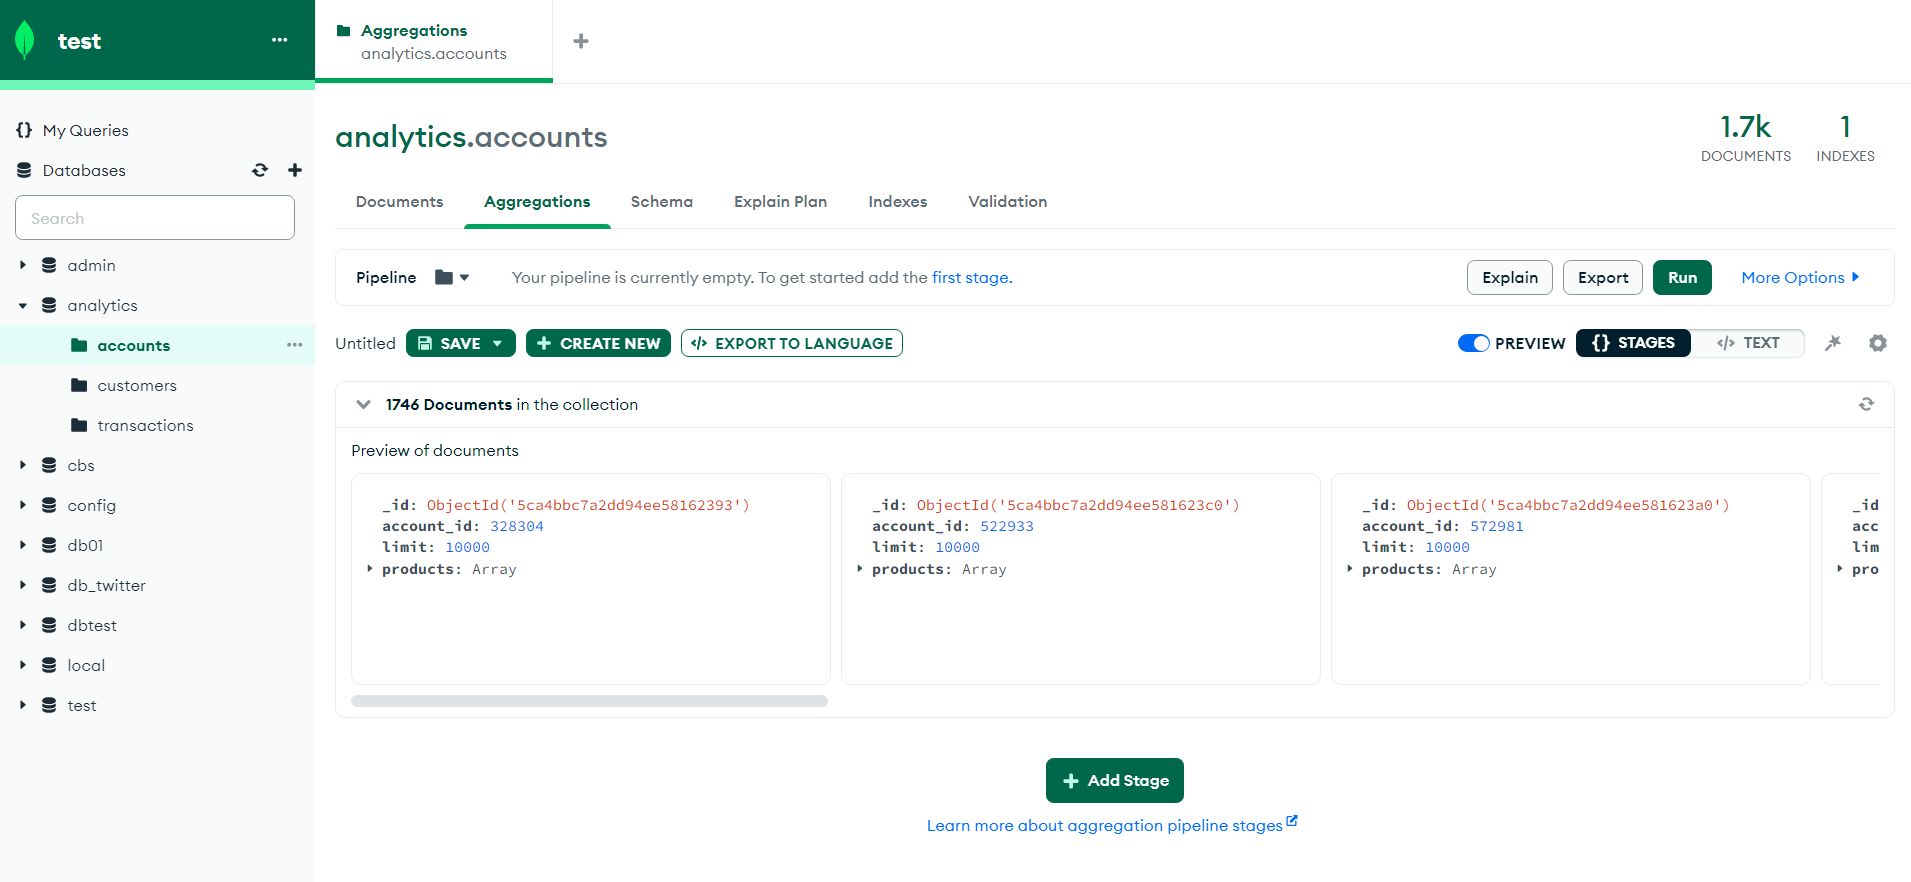 test
Aggregations
analytics.accounts
My Queries
Databases
Search
admin
analytics
accounts
customers
transactions
cbs
config
db01
db_twitter
dbtest
local
test
analytics.accounts
1.7k
DOCUMENTS
1
INDEXES
Documents Aggregations Schema Explain Plan Indexes Validation
Pipeline Your pipeline is currently empty. To get started add the first stage. Explain Export Run More Options
Untitled SAVE CREATE NEW </> EXPORT TO LANGUAGE PREVIEW {} STAGES </> TEXT
1746 Documents in the collection
Preview of documents
_id: ObjectId('5ca4bbc7a2dd94ee58162393')
account_id: 328304
limit: 10000
products: Array
_id: ObjectId('5ca4bbc7a2dd94ee581623c0')
account_id: 522933
limit: 10000
products: Array
_id: ObjectId('5ca4bbc7a2dd94ee581623a0')
account_id: 572981
limit: 10000
products: Array
_id
acc
lim
pro
Add Stage
Learn more about aggregation pipeline stages